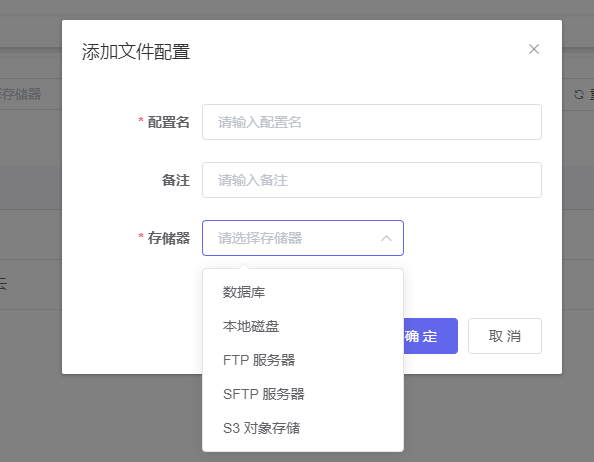 添加文件配置
存储器
* 配置名
请输入配置名
备注
请输入备注
* 存储器
请选择存储器
数据库
云
本地磁盘
确 定
取 消
FTP 服务器
SFTP 服务器
S3 对象存储